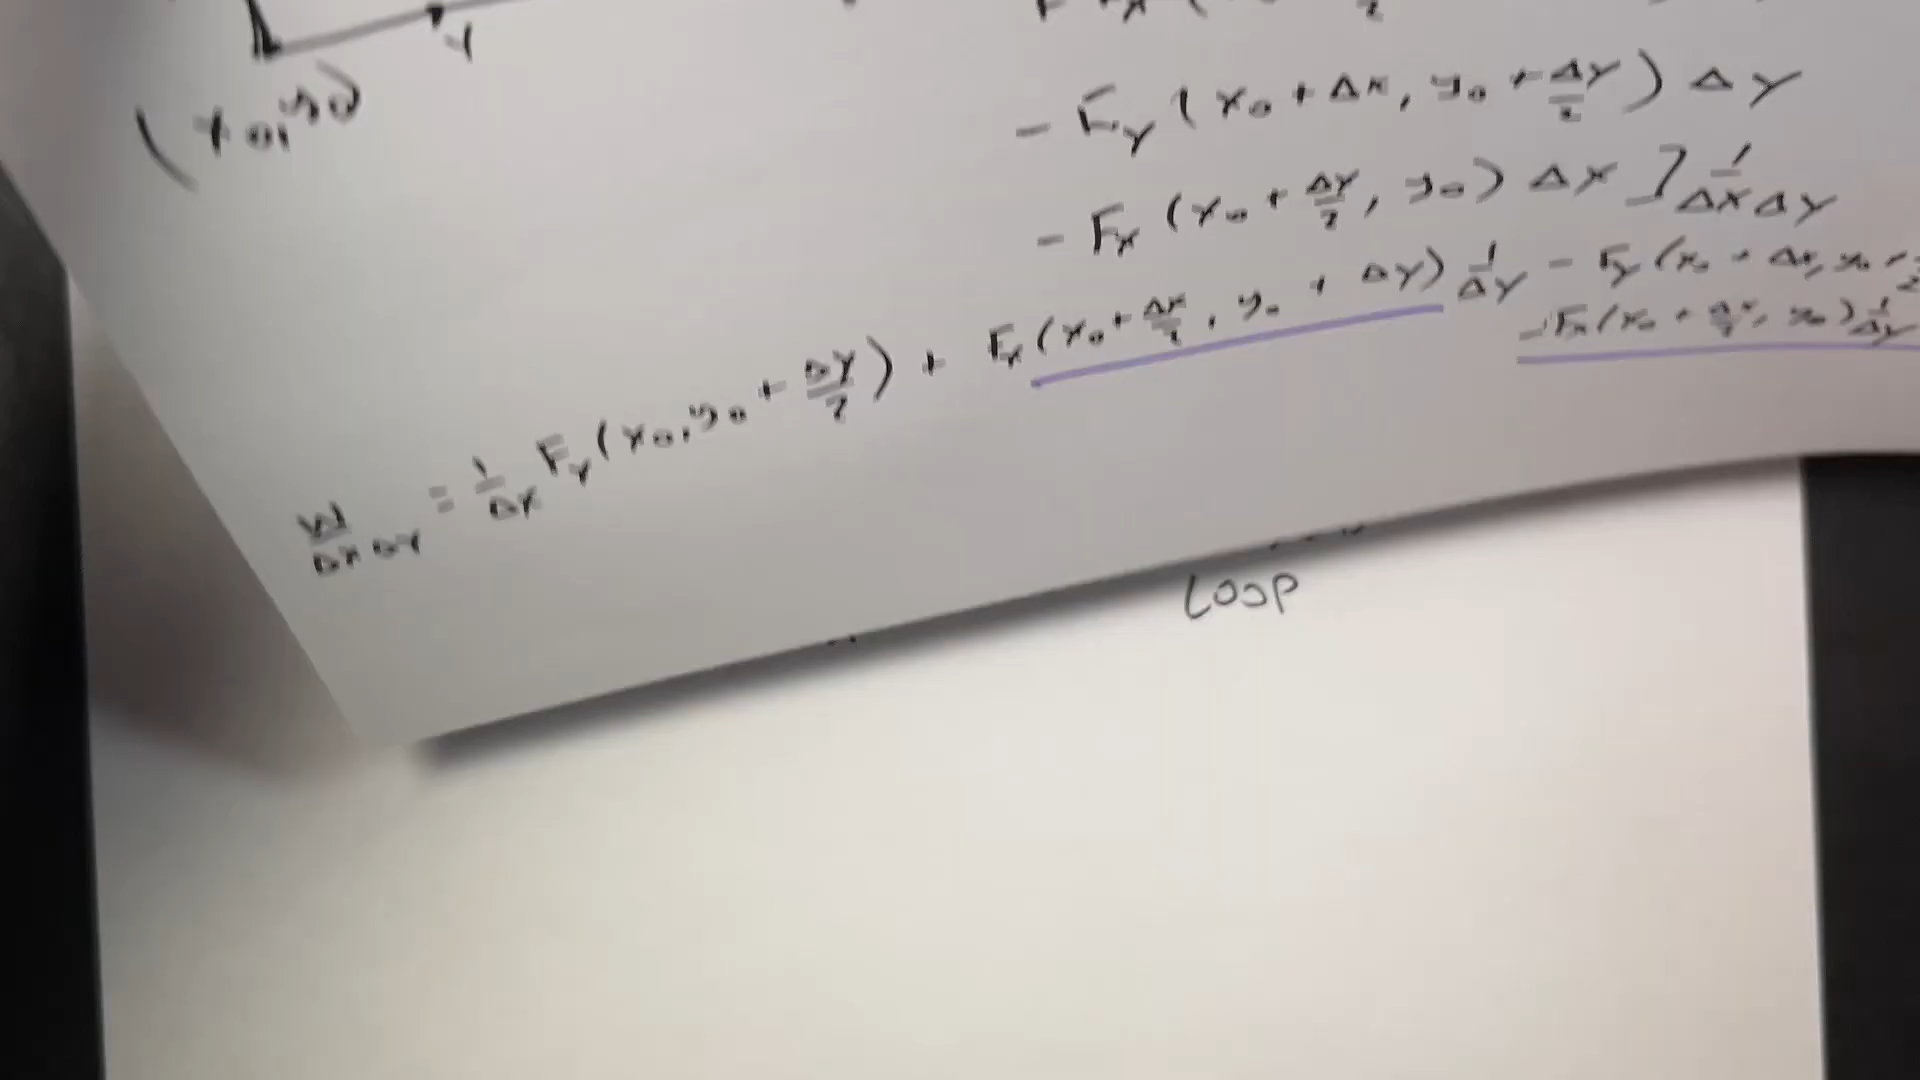 (x₀, y₀)
− F_y (x₀ + Δx, y₀ + Δy/2) Δy
− F_x (x₀ + Δy/2, y₀) Δx ] 1/ΔxΔy
W/ΔxΔy = 1/Δx F_y (x₀, y₀ + Δy/2) + F_x (x₀ + Δx/2, y₀ + Δy) 1/Δy − F_y (x₀ + Δx, y₀ +
− F_x (x₀ + Δx/2, y₀) 1/Δy
Loop